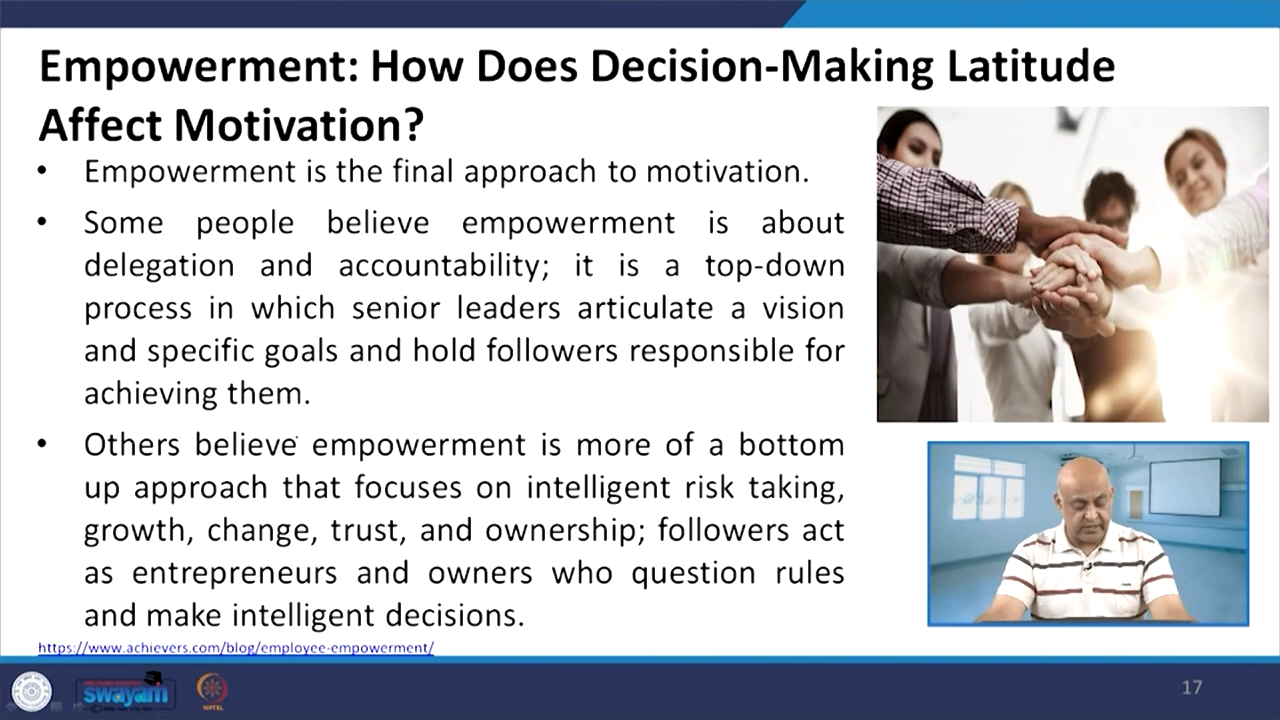 Empowerment: How Does Decision-Making Latitude
Affect Motivation?
• Empowerment is the final approach to motivation.
• Some people believe empowerment is about
delegation and accountability; it is a top-down
process in which senior leaders articulate a vision
and specific goals and hold followers responsible for
achieving them.
• Others believe empowerment is more of a bottom
up approach that focuses on intelligent risk taking,
growth, change, trust, and ownership; followers act
as entrepreneurs and owners who question rules
and make intelligent decisions.
https://www.achievers.com/blog/employee-empowerment/
swayam
NPTEL
17